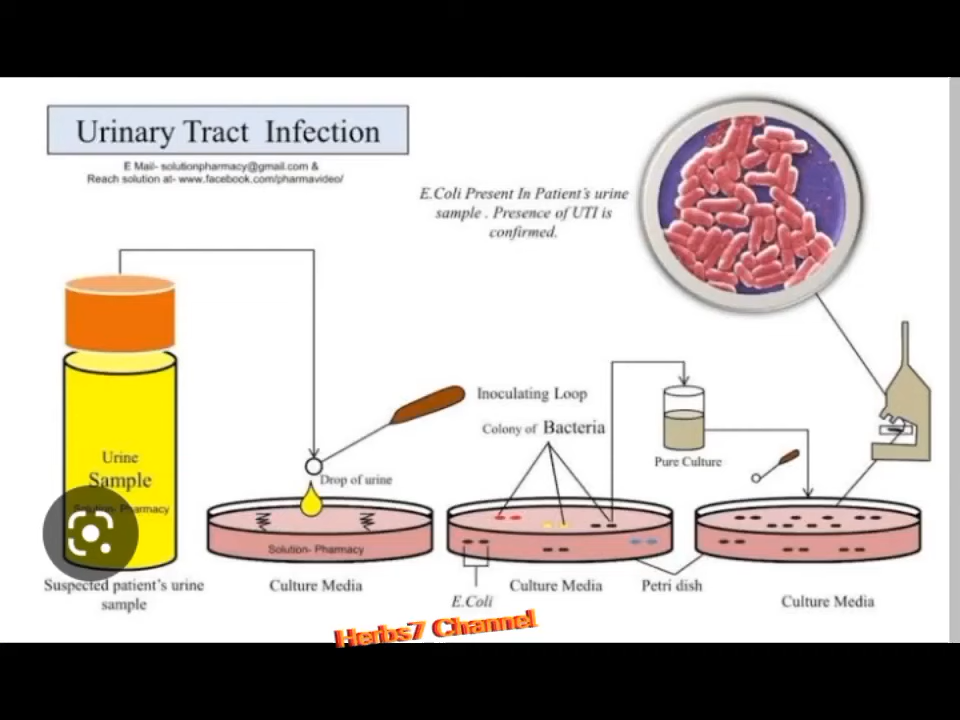 Urinary Tract Infection
E Mail- solutionpharmacy@gmail.com &
Reach solution at- www.facebook.com/pharmavideo/
E.Coli Present In Patient's urine
sample . Presence of UTI is
confirmed.
Inoculating Loop
Colony of Bacteria
Urine
Sample
Solution- Pharmacy
Drop of urine
Pure Culture
Solution- Pharmacy
Suspected patient's urine
sample
Culture Media
E.Coli
Culture Media
Petri dish
Culture Media
Herbs7 Channel